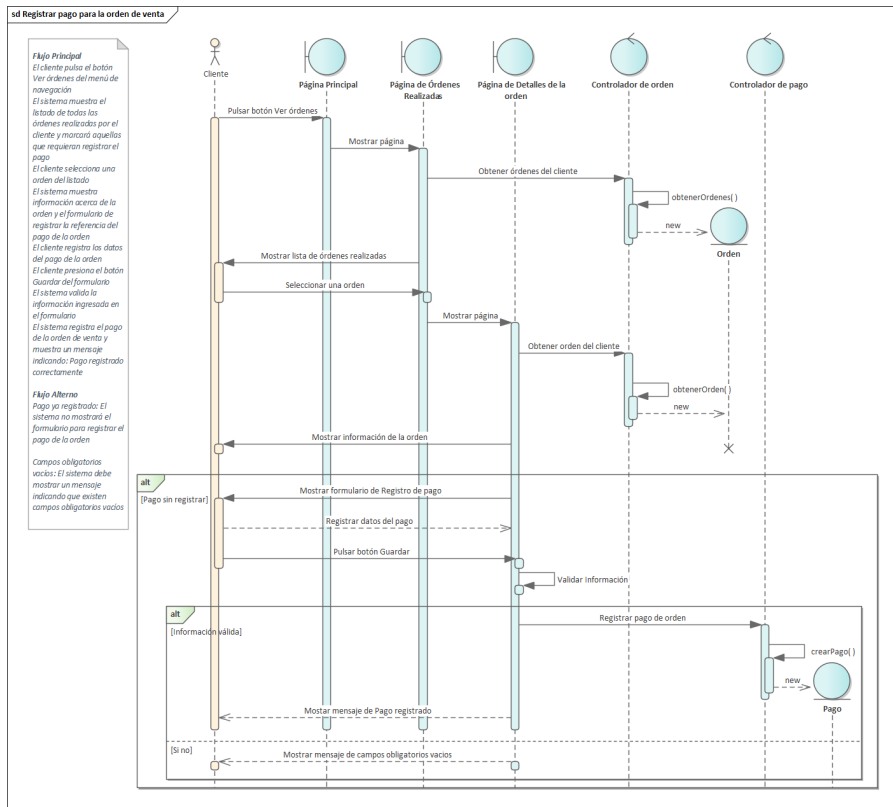 sd Registrar pago para la orden de venta
Flujo Principal
El cliente pulsa el botón
Ver órdenes del menú de
navegación
El sistema muestra el
listado de todas las
órdenes realizadas por el
cliente y marcará aquellas
que requieran registrar el
pago
El cliente selecciona una
orden del listado
El sistema muestra
información acerca de la
orden y el formulario de
registrar la referencia del
pago de la orden
El cliente registra los datos
del pago de la orden
El cliente presiona el botón
Guardar del formulario
El sistema valida la
información ingresada en
el formulario
El sistema registra el pago
de la orden de venta y
muestra un mensaje
indicando: Pago registrado
correctamente
Flujo Alterno
Pago ya registrado: El
sistema no mostrará el
formulario para registrar el
pago de la orden
Campos obligatorios
vacíos: El sistema debe
mostrar un mensaje
indicando que existen
campos obligatorios vacíos
Cliente
Página Principal
Página de Órdenes
Realizadas
Página de Detalles de la
orden
Controlador de orden
Controlador de pago
Pulsar botón Ver órdenes
Mostrar página
Obtener órdenes del cliente
obtenerOrdenes( )
new
Orden
Mostrar lista de órdenes realizadas
Seleccionar una orden
Mostrar página
Obtener orden del cliente
obtenerOrden( )
new
Mostrar información de la orden
alt
[Pago sin registrar]
Mostrar formulario de Registro de pago
Registrar datos del pago
Pulsar botón Guardar
Validar Información
alt
[Información válida]
Registrar pago de orden
crearPago( )
new
Pago
Mostar mensaje de Pago registrado
[Si no]
Mostrar mensaje de campos obligatorios vacios